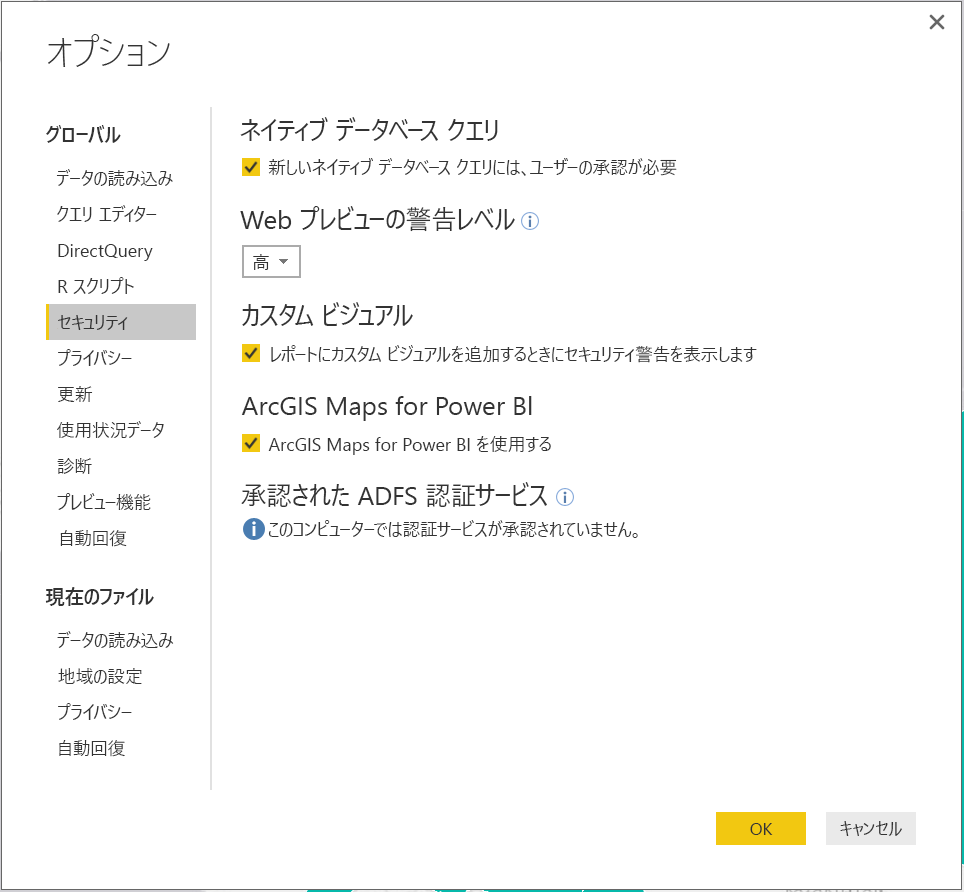 オプション
グローバル
データの読み込み
クエリ エディター
DirectQuery
R スクリプト
セキュリティ
プライバシー
更新
使用状況データ
診断
プレビュー機能
自動回復
現在のファイル
データの読み込み
地域の設定
プライバシー
自動回復
ネイティブ データベース クエリ
新しいネイティブ データベース クエリには、ユーザーの承認が必要
Web プレビューの警告レベル
高
カスタム ビジュアル
レポートにカスタム ビジュアルを追加するときにセキュリティ警告を表示します
ArcGIS Maps for Power BI
ArcGIS Maps for Power BI を使用する
承認された ADFS 認証サービス
このコンピューターでは認証サービスが承認されていません。
OK
キャンセル